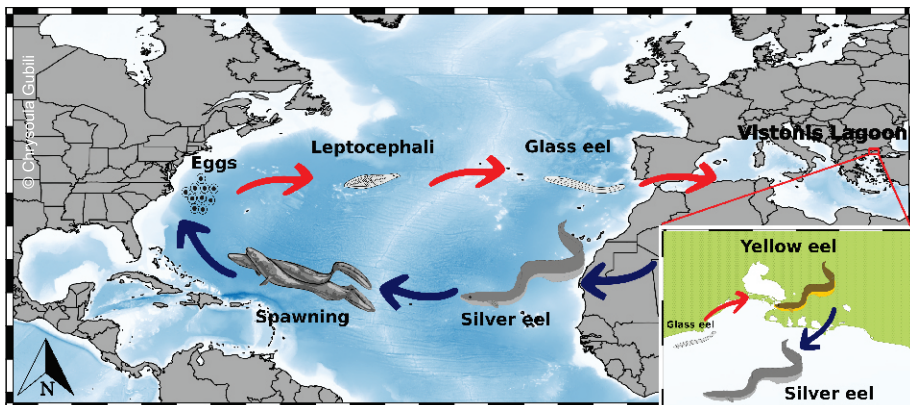 © Chrysoula Gubili
Eggs
Leptocephali
Glass eel
Vistonis Lagoon
Spawning
Silver eel
N
Yellow eel
Glass eel
Silver eel